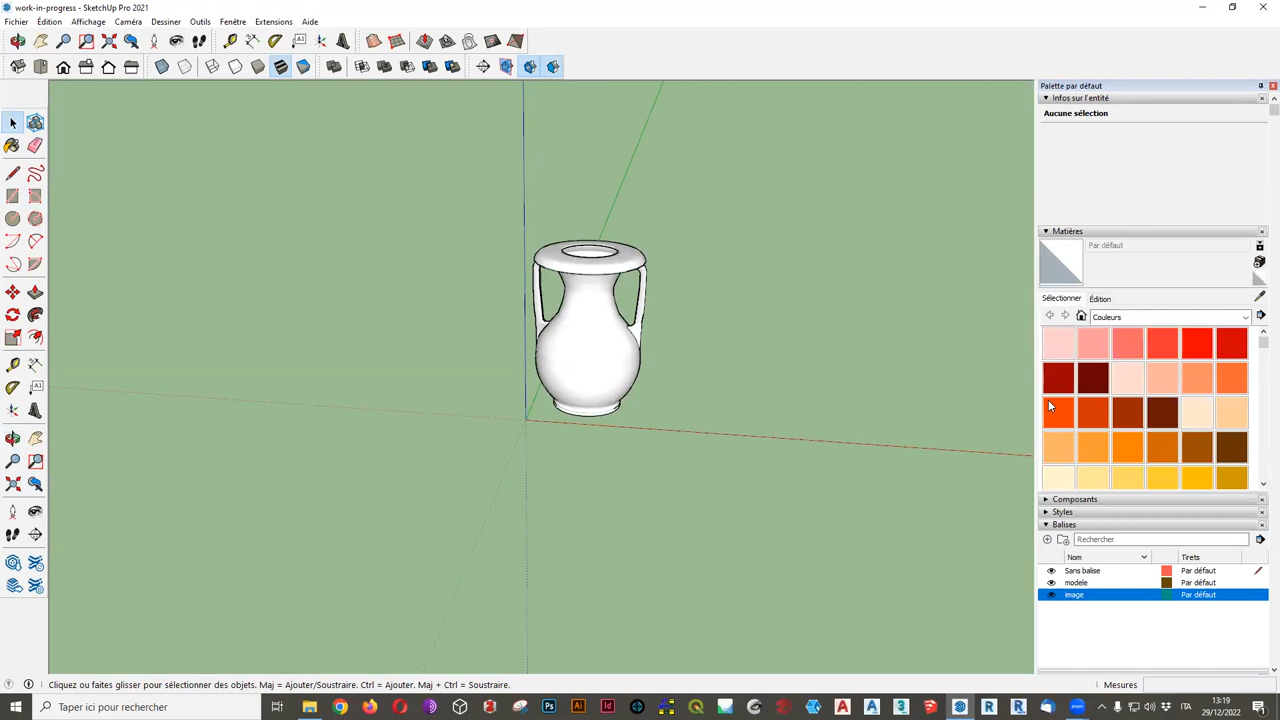 work-in-progress - SketchUp Pro 2021
Fichier Édition Affichage Caméra Dessiner Outils Fenêtre Extensions Aide
Palette par défaut
Infos sur l'entité
Aucune sélection
Matières
Par défaut
Sélectionner Édition
Couleurs
Composants
Styles
Balises
Rechercher
Nom Tirets
Sans balise Par défaut
modele Par défaut
image Par défaut
Cliquez ou faites glisser pour sélectionner des objets. Maj = Ajouter/Soustraire. Ctrl = Ajouter. Maj + Ctrl = Soustraire.
Mesures
Taper ici pour rechercher
ITA
13:19
29/12/2022